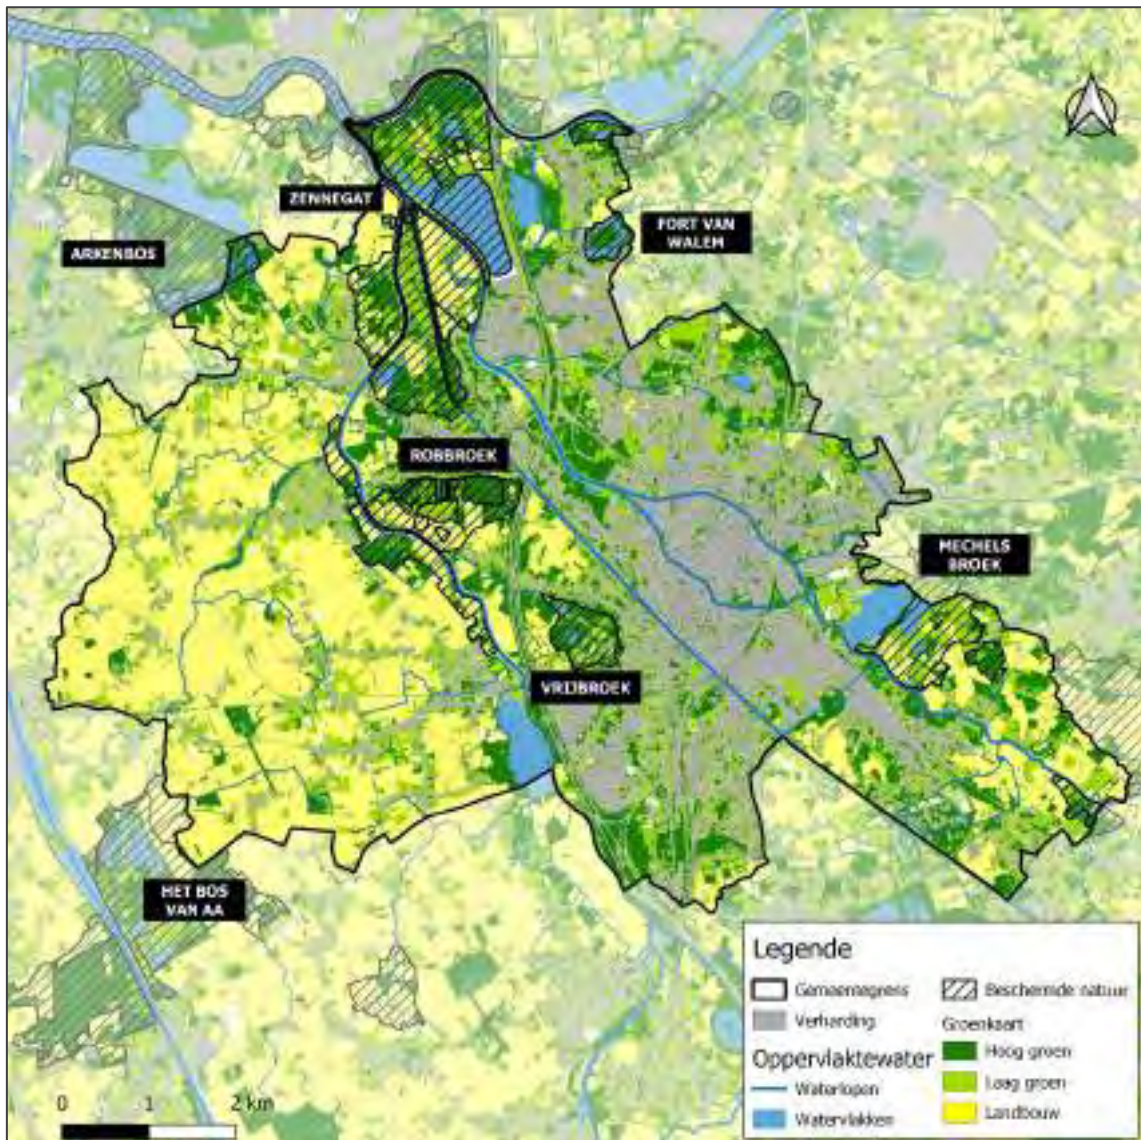 ZENNEGAT
ARKENBOS
FORT VAN
WALEM
ROBBROEK
MECHELS
BROEK
VRIJBROEK
HET BOS
VAN AA
Legende
Gemeentegrens
Verharding
Oppervlaktewater
Waterlopen
Watervlakken
Beschermde natuur
Groenkaart
Hoog groen
Laag groen
Landbouw
0 1 2 km